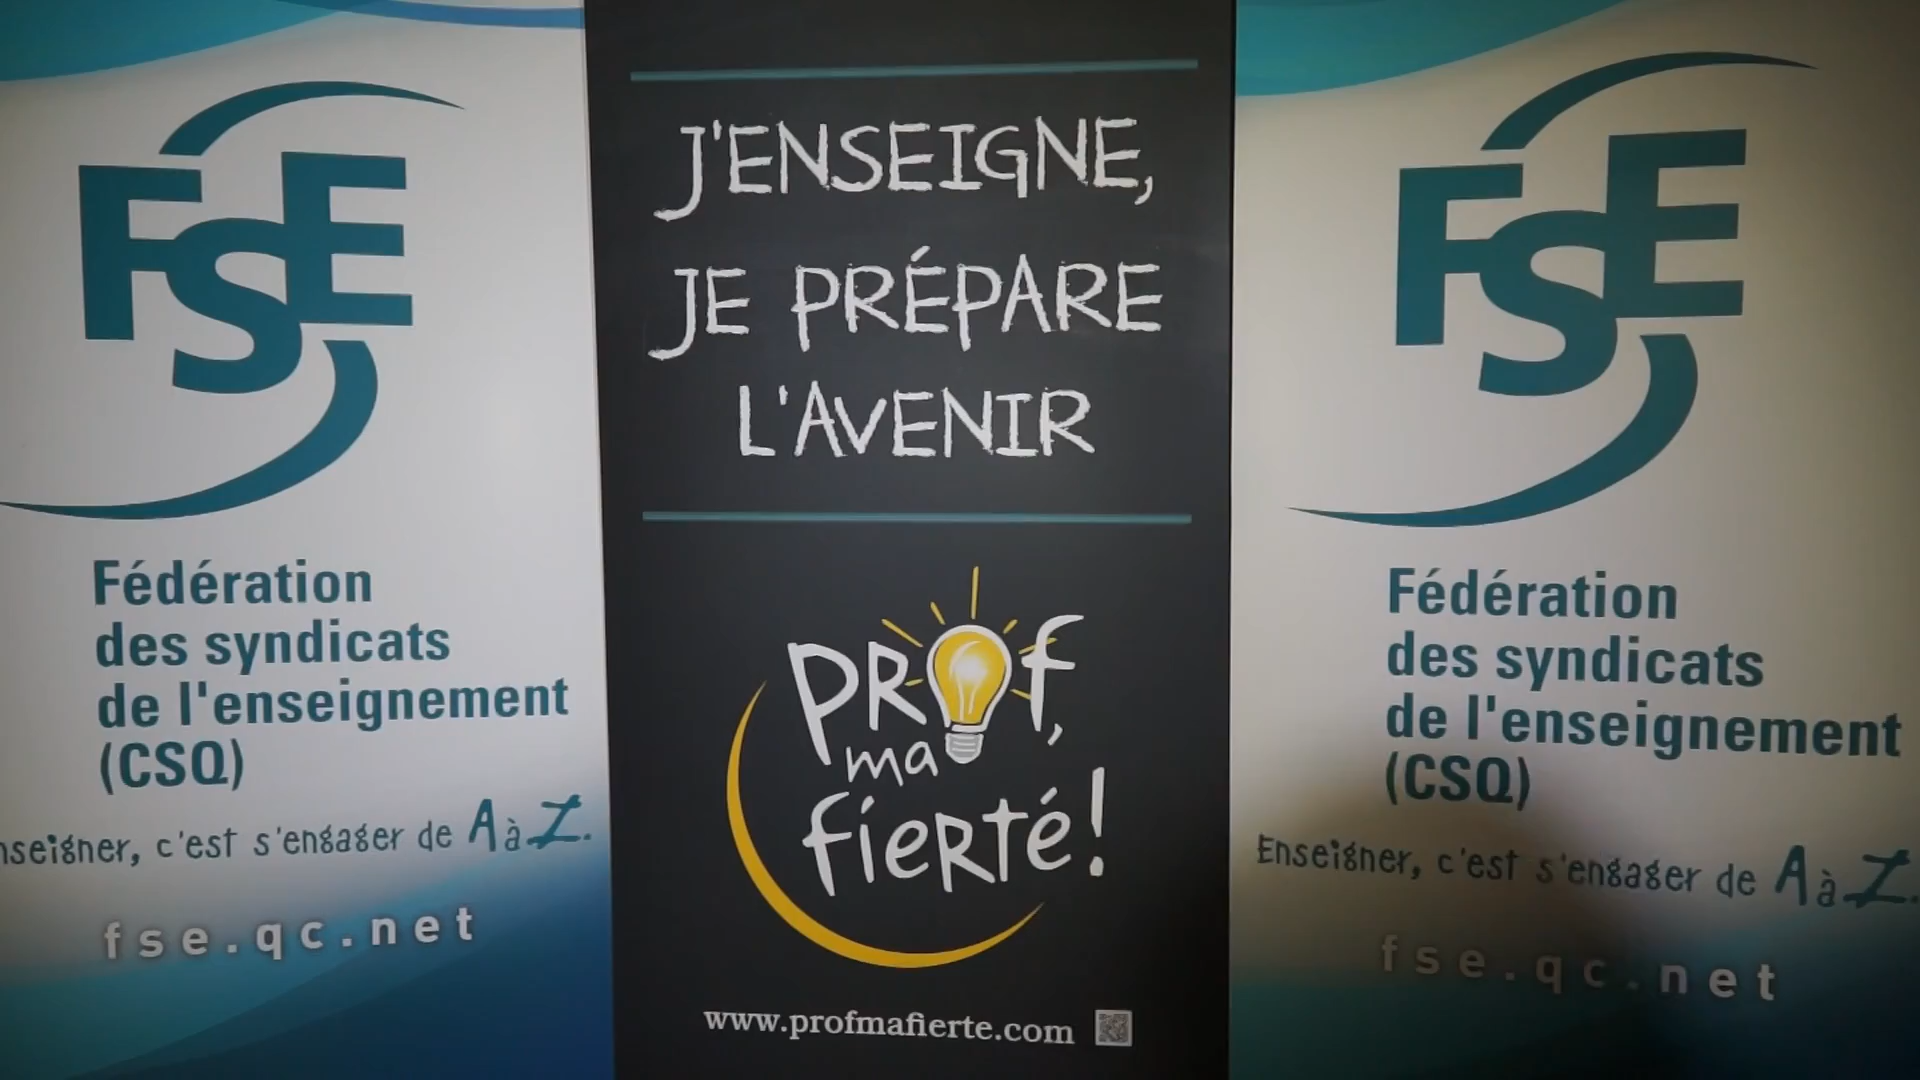 FSE
Fédération
des syndicats
de l'enseignement
(CSQ)
nseigner, c'est s'engager de A à Z.
fse.qc.net
J'ENSEIGNE,
JE PRÉPARE
L'AVENIR
prof,
ma
fierté!
www.profmafierte.com
FSE
Fédération
des syndicats
de l'enseignement
(CSQ)
Enseigner, c'est s'engager de A à Z.
fse.qc.net